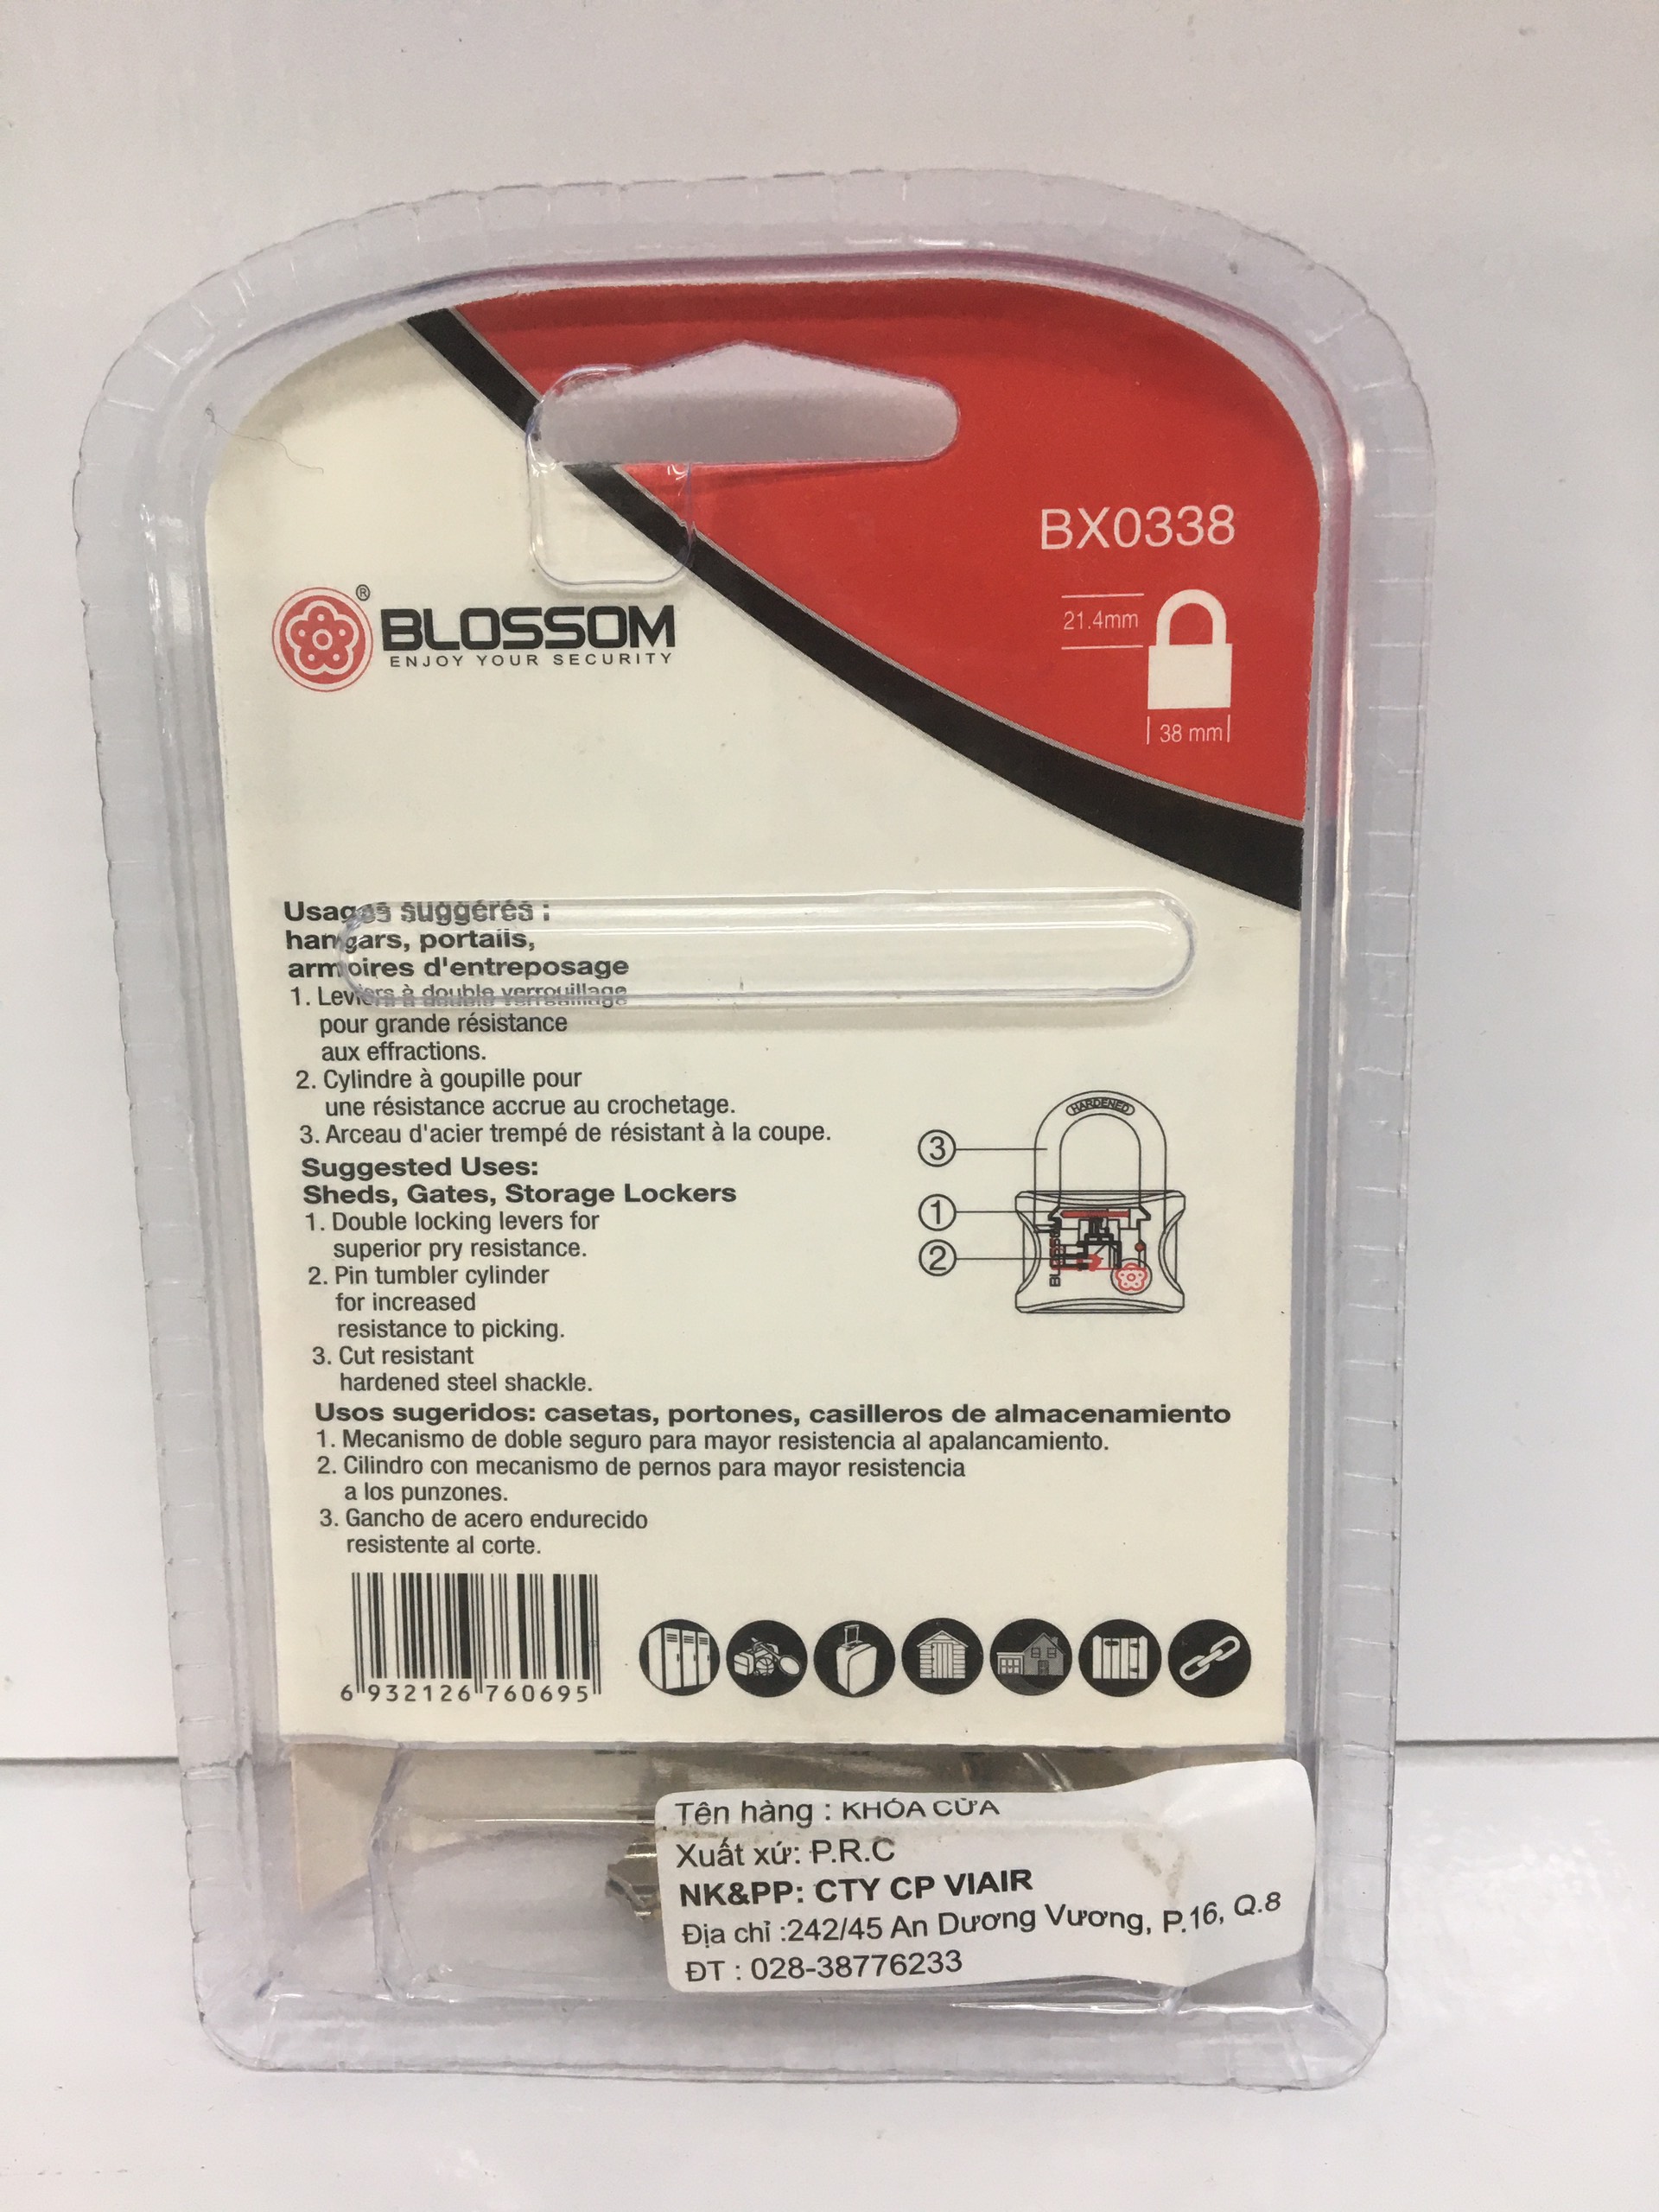 BX0338
21.4mm
38 mm
®
BLOSSOM
ENJOY YOUR SECURITY
Usages suggérés :
hangars, portails,
armoires d'entreposage
1. Leviers à double verrouillage
pour grande résistance
aux effractions.
2. Cylindre à goupille pour
une résistance accrue au crochetage.
3. Arceau d'acier trempé de résistant à la coupe.
Suggested Uses:
Sheds, Gates, Storage Lockers
1. Double locking levers for
superior pry resistance.
2. Pin tumbler cylinder
for increased
resistance to picking.
3. Cut resistant
hardened steel shackle.
HARDENED
3
1
2
Usos sugeridos: casetas, portones, casilleros de almacenamiento
1. Mecanismo de doble seguro para mayor resistencia al apalancamiento.
2. Cilindro con mecanismo de pernos para mayor resistencia
a los punzones.
3. Gancho de acero endurecido
resistente al corte.
6 932126 760695
Tên hàng : KHÓA CỬA
Xuất xứ: P.R.C
NK&PP: CTY CP VIAIR
Địa chỉ :242/45 An Dương Vương, P.16, Q.8
ĐT : 028-38776233